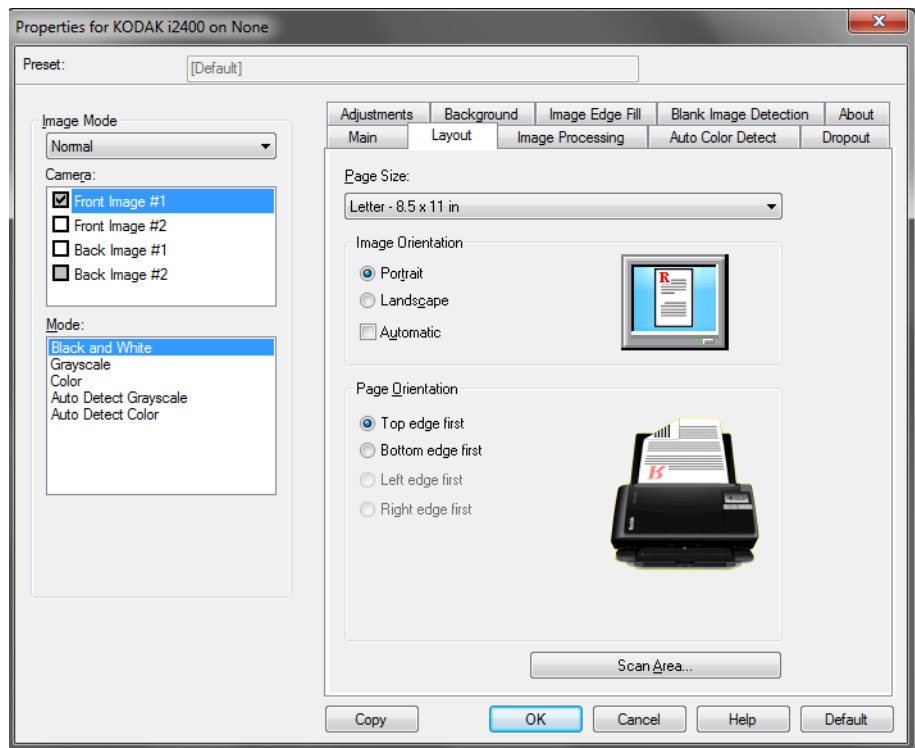 Properties for KODAK i2400 on None
Preset:
[Default]
Image Mode
Normal
Camera:
Front Image #1
Front Image #2
Back Image #1
Back Image #2
Mode:
Black and White
Grayscale
Color
Auto Detect Grayscale
Auto Detect Color
Adjustments Background Image Edge Fill Blank Image Detection About
Main Layout Image Processing Auto Color Detect Dropout
Page Size:
Letter - 8.5 x 11 in
Image Orientation
Portrait
Landscape
Automatic
R
Page Orientation
Top edge first
Bottom edge first
Left edge first
Right edge first
R
Scan Area...
Copy OK Cancel Help Default